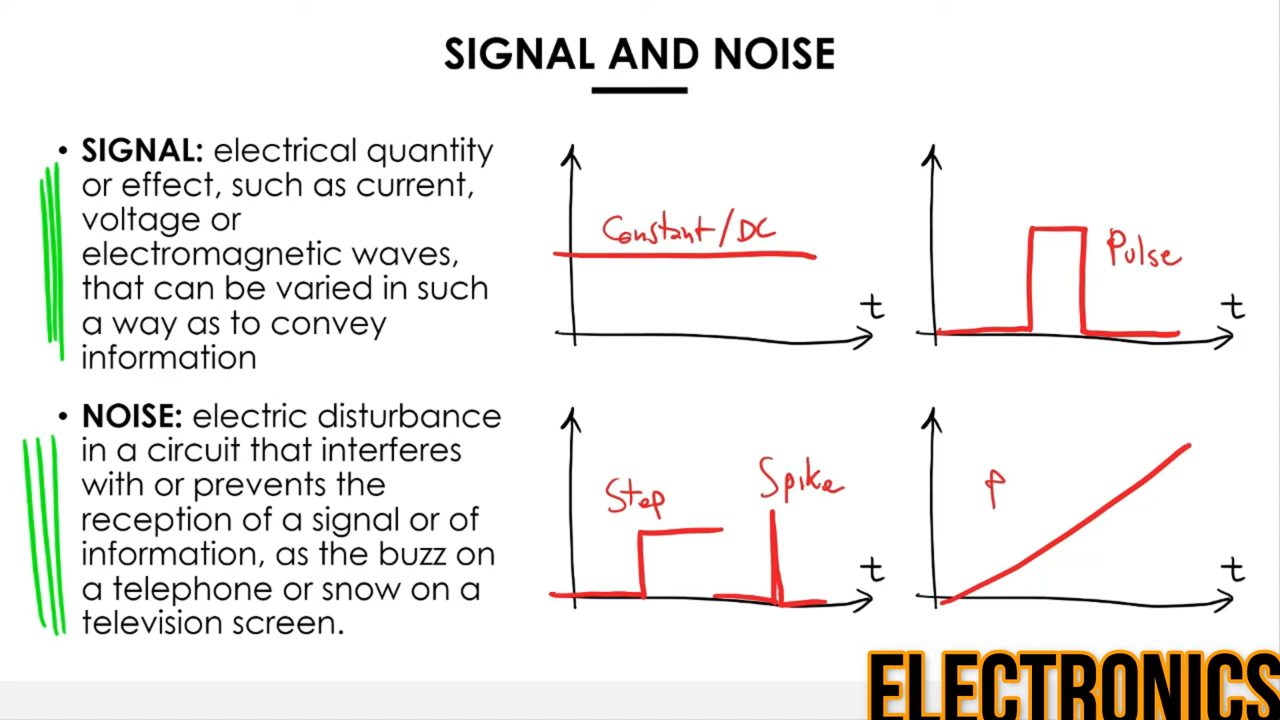 SIGNAL AND NOISE
• SIGNAL: electrical quantity
or effect, such as current,
voltage or
electromagnetic waves,
that can be varied in such
a way as to convey
information
• NOISE: electric disturbance
in a circuit that interferes
with or prevents the
reception of a signal or of
information, as the buzz on
a telephone or snow on a
television screen.
Constant/DC
t
Pulse
t
Step
Spike
t
P
t
ELECTRONICS